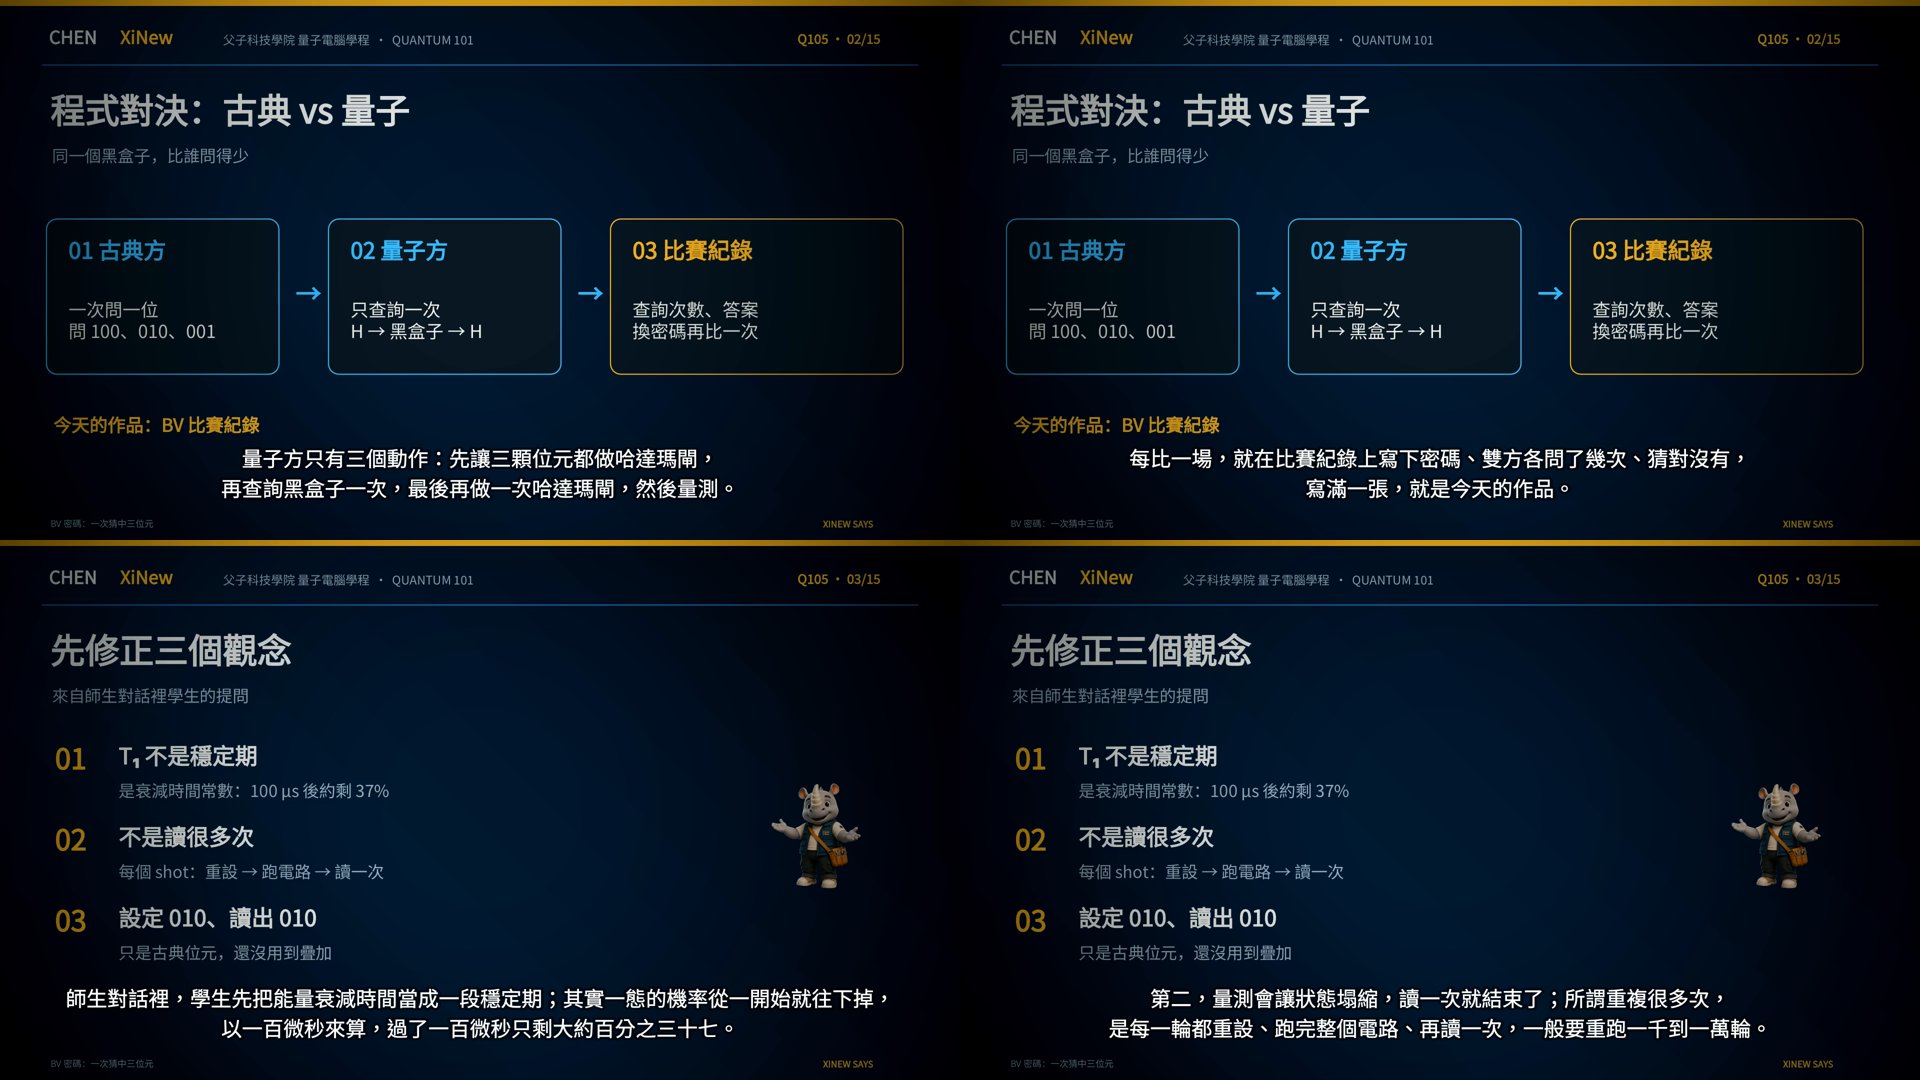 CHEN XiNew 父子科技學院 量子電腦學程 · QUANTUM 101 Q105 · 02/15
程式對決：古典 vs 量子
同一個黑盒子，比誰問得少
01 古典方
一次問一位
問 100、010、001
→
02 量子方
只查詢一次
H → 黑盒子 → H
→
03 比賽紀錄
查詢次數、答案
換密碼再比一次
今天的作品：BV 比賽紀錄
量子方只有三個動作：先讓三顆位元都做哈達瑪閘，
再查詢黑盒子一次，最後再做一次哈達瑪閘，然後量測。
BV 密碼：一次猜中三位元 XINEW SAYS
CHEN XiNew 父子科技學院 量子電腦學程 · QUANTUM 101 Q105 · 02/15
程式對決：古典 vs 量子
同一個黑盒子，比誰問得少
01 古典方
一次問一位
問 100、010、001
→
02 量子方
只查詢一次
H → 黑盒子 → H
→
03 比賽紀錄
查詢次數、答案
換密碼再比一次
今天的作品：BV 比賽紀錄
每比一場，就在比賽紀錄上寫下密碼、雙方各問了幾次、猜對沒有，
寫滿一張，就是今天的作品。
BV 密碼：一次猜中三位元 XINEW SAYS
CHEN XiNew 父子科技學院 量子電腦學程 · QUANTUM 101 Q105 · 03/15
先修正三個觀念
來自師生對話裡學生的提問
01 T₁ 不是穩定期
是衰減時間常數：100 µs 後約剩 37%
02 不是讀很多次
每個 shot：重設 → 跑電路 → 讀一次
03 設定 010、讀出 010
只是古典位元，還沒用到疊加
師生對話裡，學生先把能量衰減時間當成一段穩定期；其實一態的機率從一開始就往下掉，
以一百微秒來算，過了一百微秒只剩大約百分之三十七。
BV 密碼：一次猜中三位元 XINEW SAYS
CHEN XiNew 父子科技學院 量子電腦學程 · QUANTUM 101 Q105 · 03/15
先修正三個觀念
來自師生對話裡學生的提問
01 T₁ 不是穩定期
是衰減時間常數：100 µs 後約剩 37%
02 不是讀很多次
每個 shot：重設 → 跑電路 → 讀一次
03 設定 010、讀出 010
只是古典位元，還沒用到疊加
第二，量測會讓狀態塌縮，讀一次就結束了；所謂重複很多次，
是每一輪都重設、跑完整個電路、再讀一次，一般要重跑一千到一萬輪。
BV 密碼：一次猜中三位元 XINEW SAYS